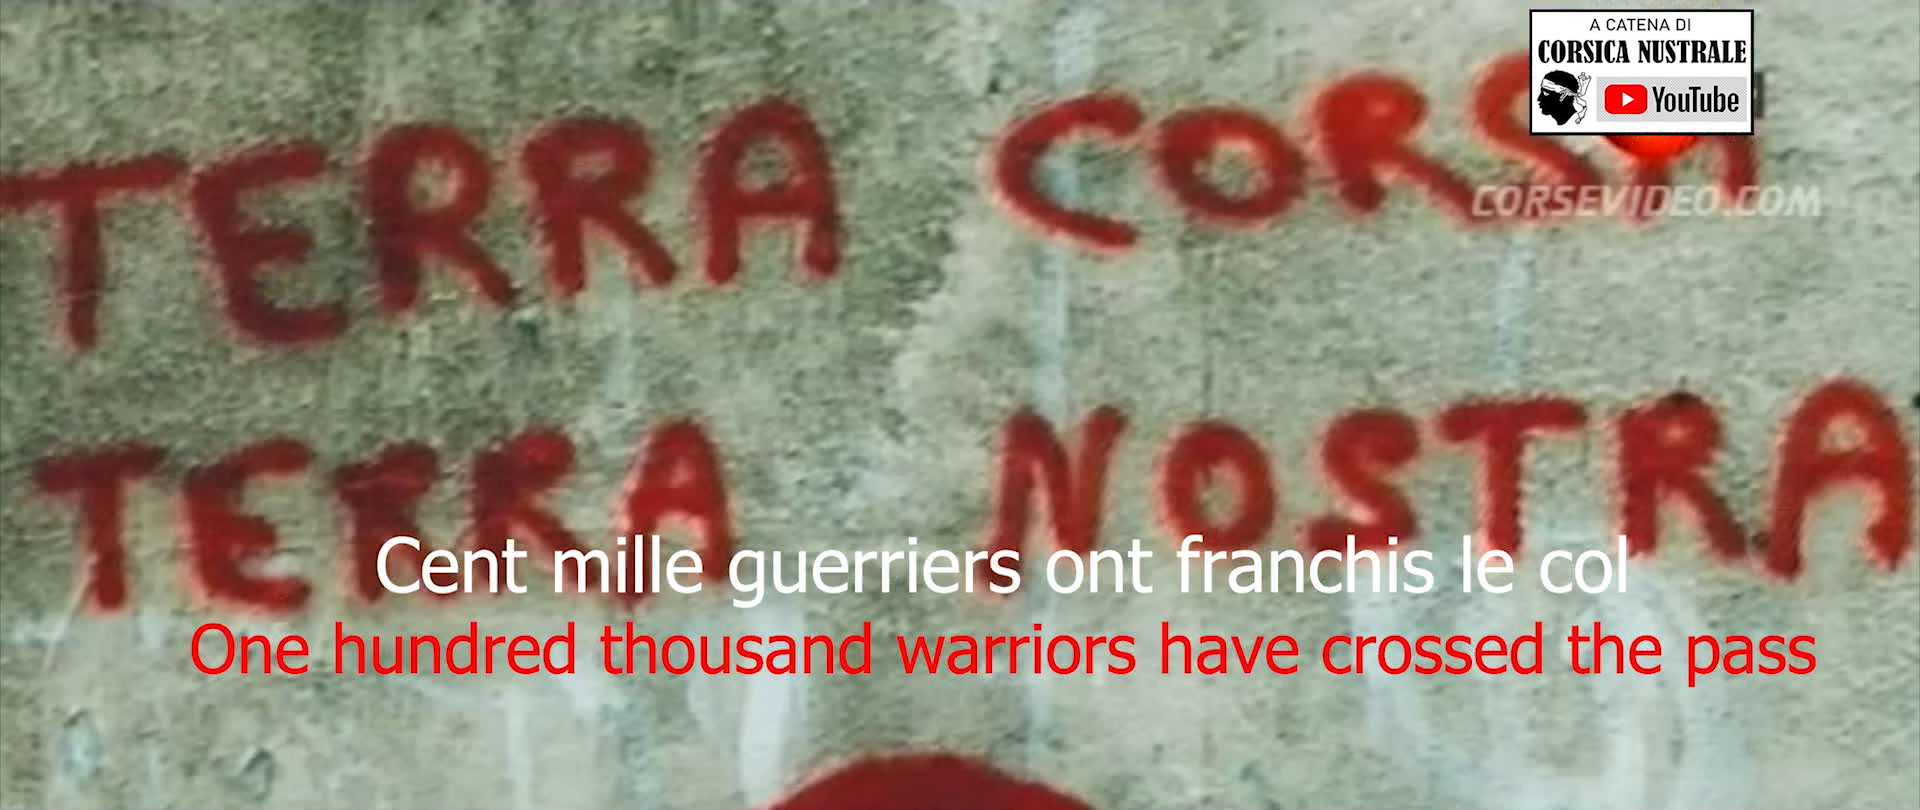 A CATENA DI
CORSICA NUSTRALE
YouTube
TERRA CORSA
CORSEVIDEO.COM
TERRA NOSTRA
Cent mille guerriers ont franchis le col
One hundred thousand warriors have crossed the pass